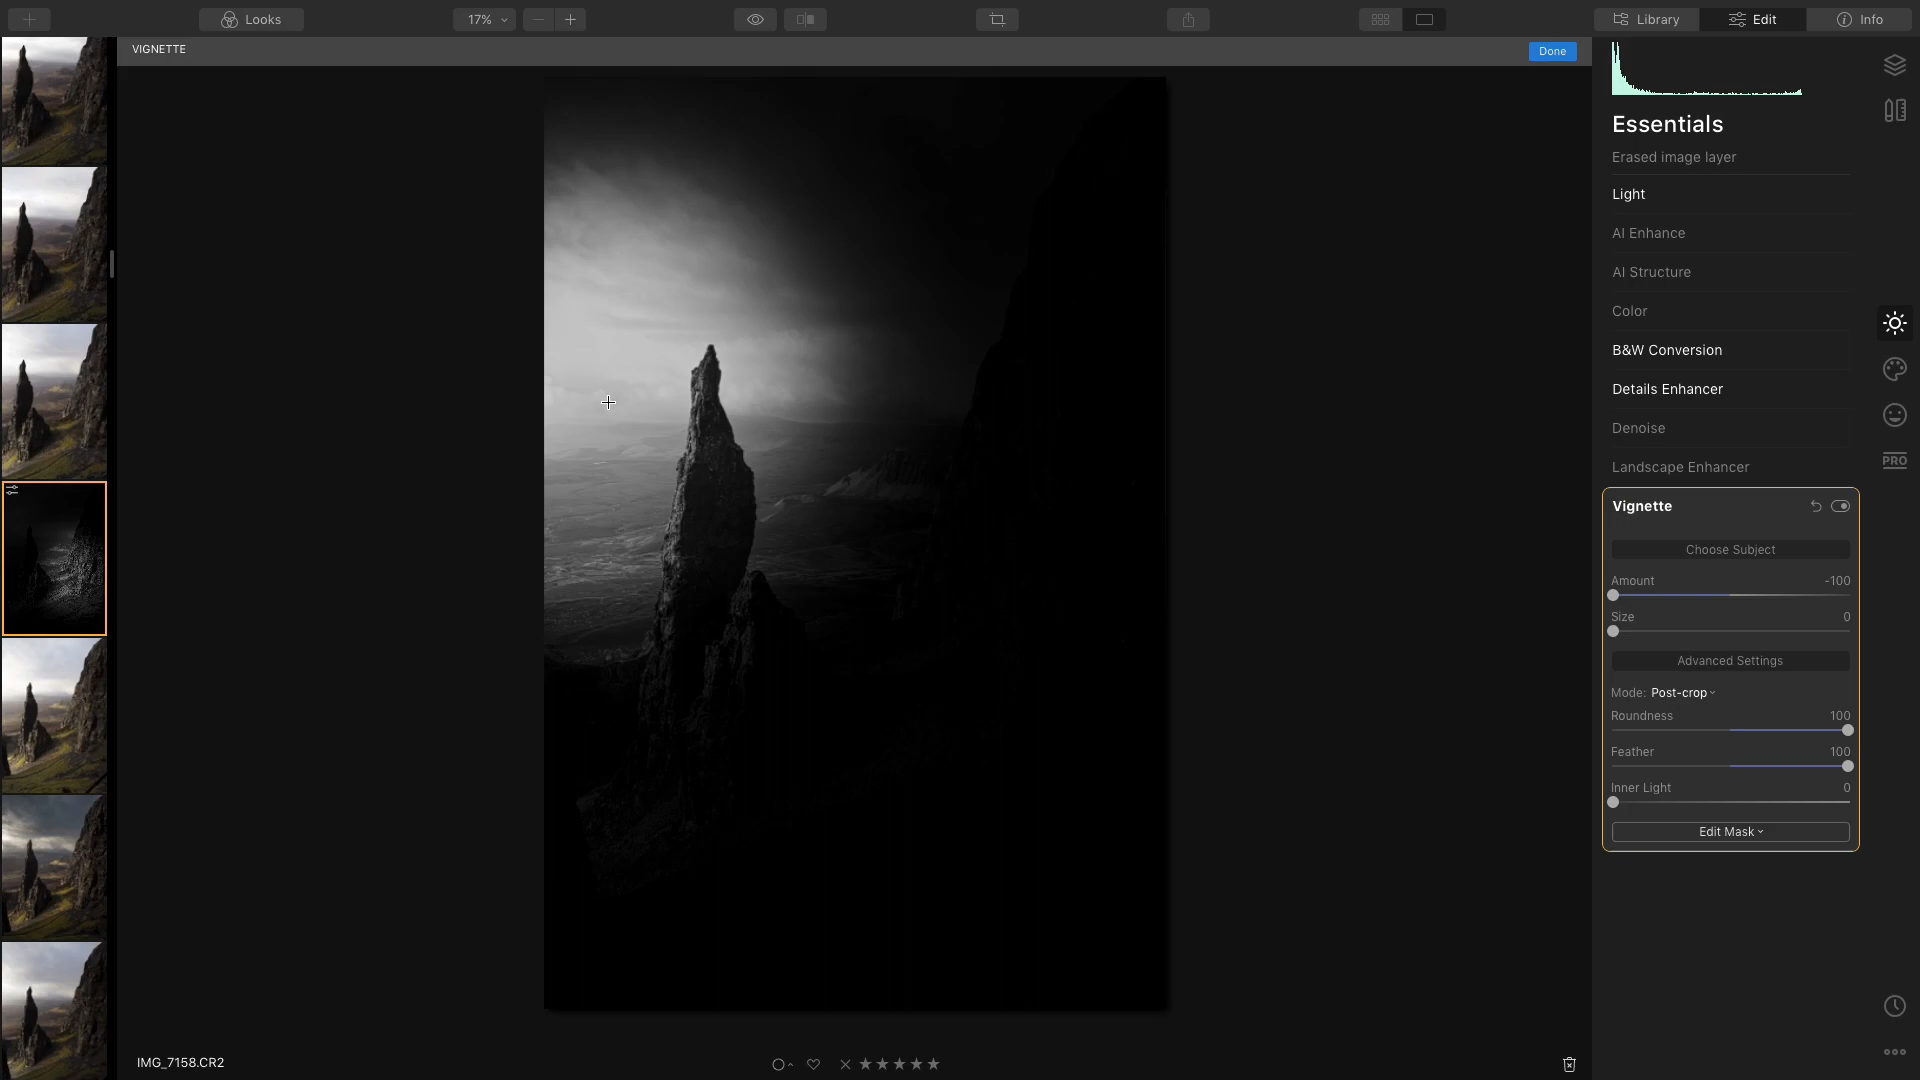 Looks
17%
Library
Edit
Info
VIGNETTE
Done
Essentials
Erased image layer
Light
AI Enhance
AI Structure
Color
B&W Conversion
Details Enhancer
Denoise
Landscape Enhancer
Vignette
Choose Subject
Amount -100
Size 0
Advanced Settings
Mode: Post-crop
Roundness 100
Feather 100
Inner Light 0
Edit Mask
PRO
IMG_7158.CR2